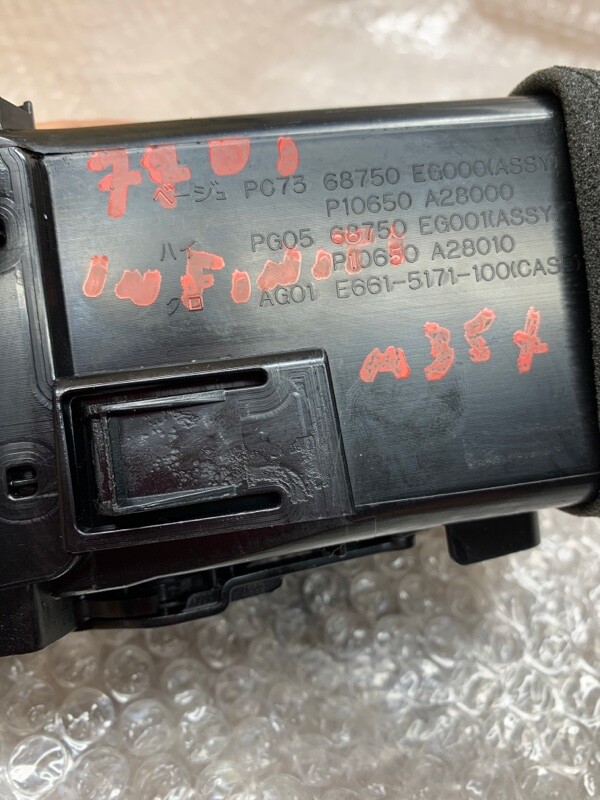 7701
ベージュ PC73 68750 EG000(ASSY)
P10650 A28000
ハイ PG05 68750 EG001(ASSY)
P10650 A28010
INFINITI
クロ AG01 E661-5171-100(CASE)
M35X